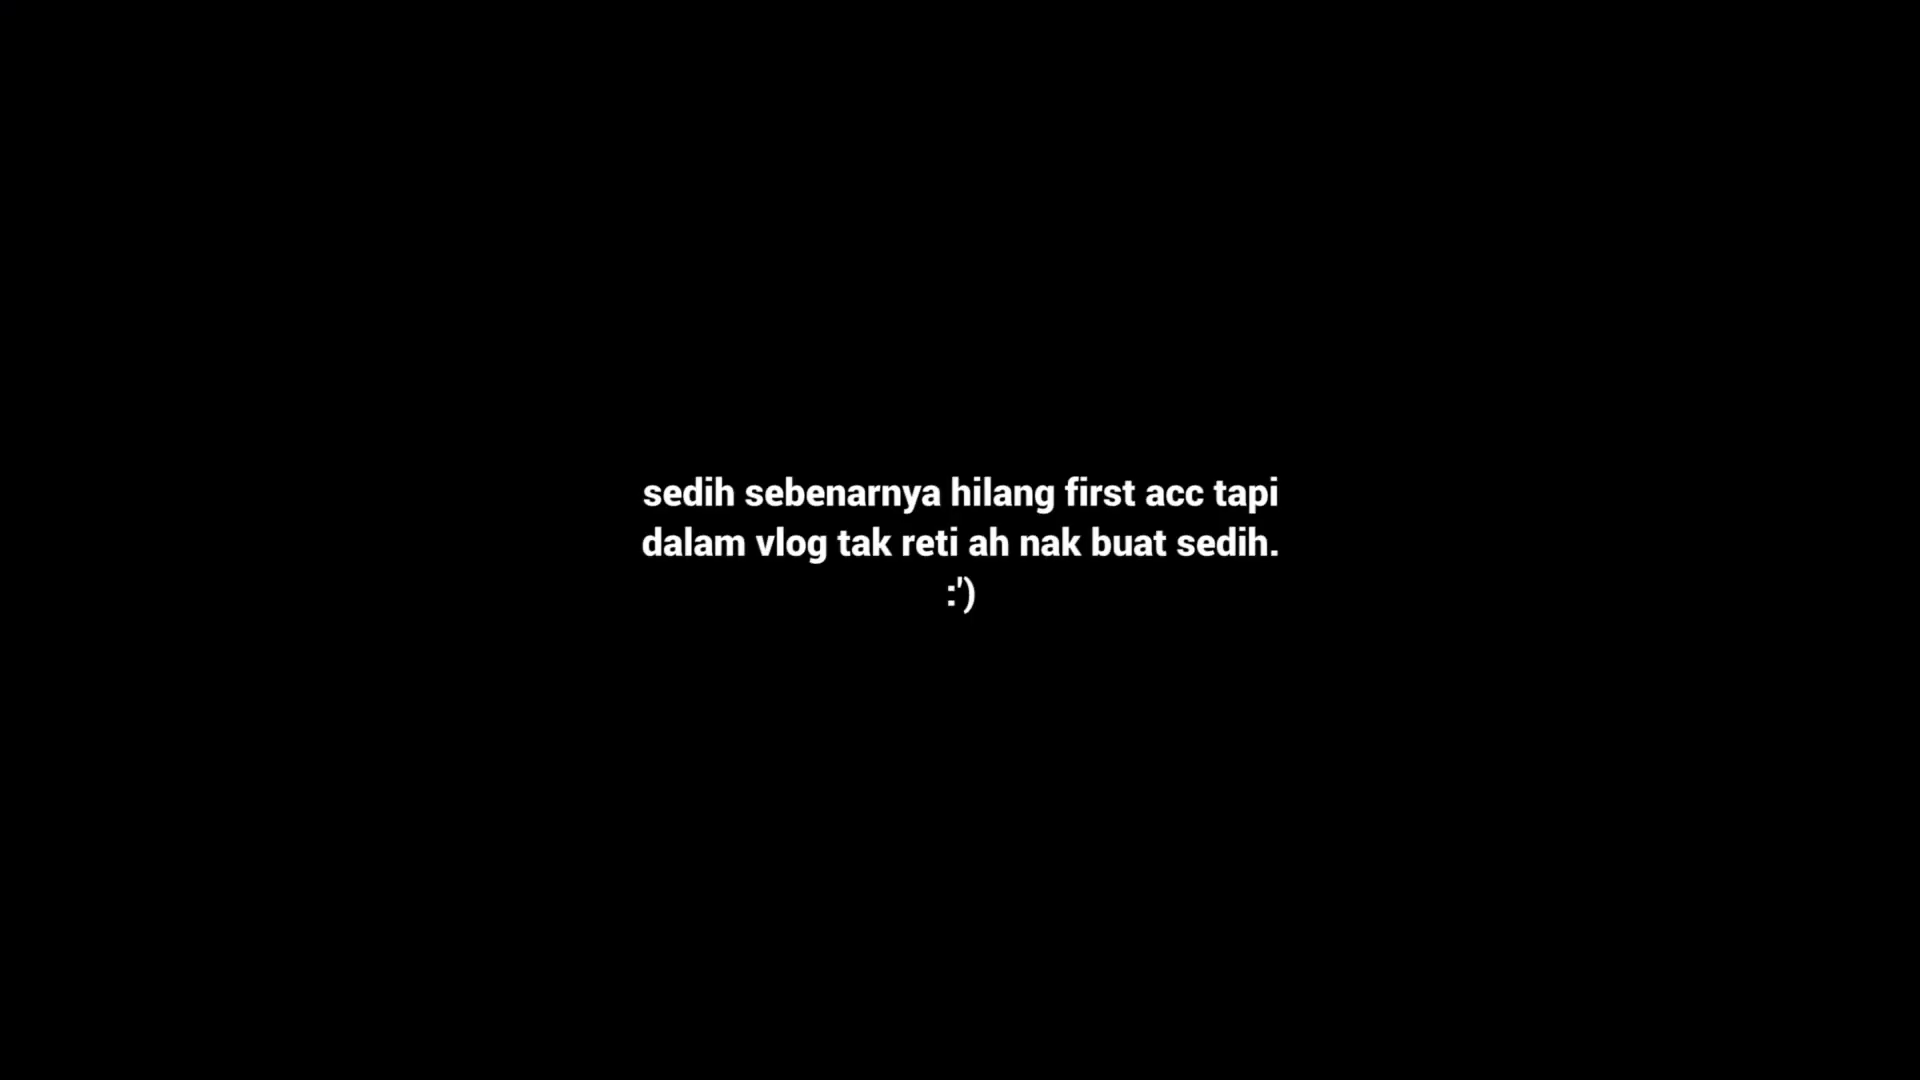 sedih sebenarnya hilang first acc tapi
dalam vlog tak reti ah nak buat sedih.
:')